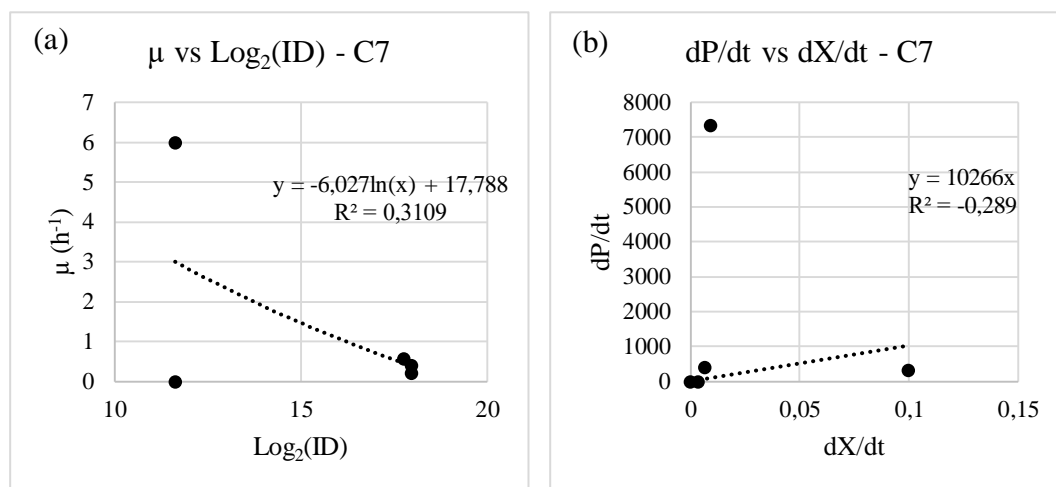 (a)
μ vs Log₂(ID) - C7
7
6
5
4
3
2
1
0
y = -6,027ln(x) + 17,788
R² = 0,3109
μ (h⁻¹)
10 15 20
Log₂(ID)
(b)
dP/dt vs dX/dt - C7
8000
7000
6000
5000
4000
3000
2000
1000
0
y = 10266x
R² = -0,289
dP/dt
0 0,05 0,1 0,15
dX/dt